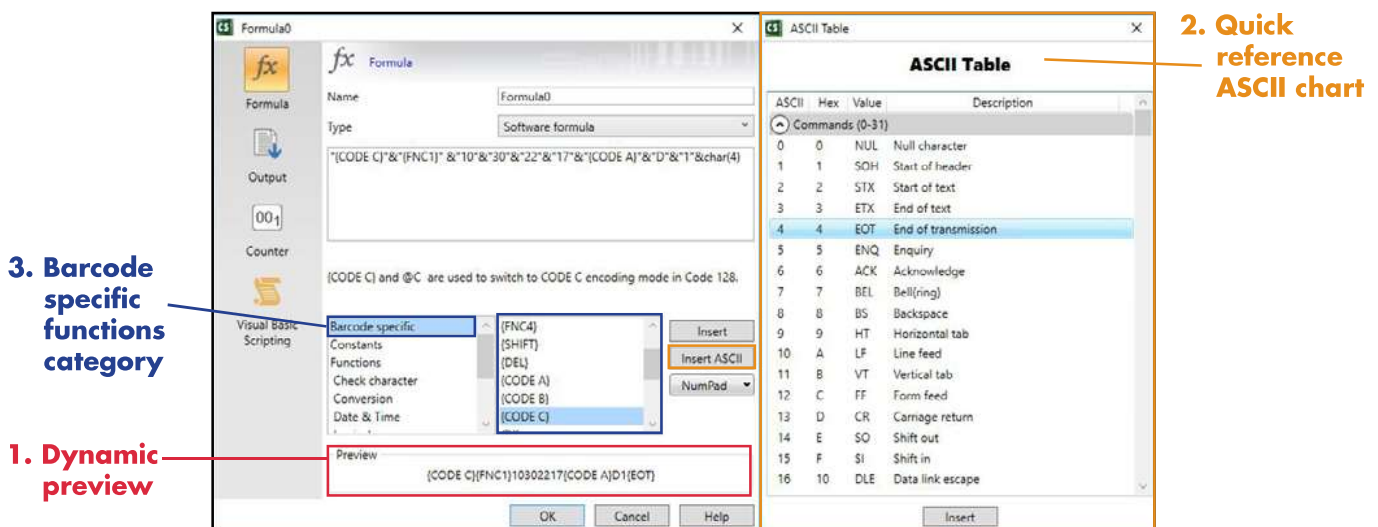 Formula0
fx
Formula
Output
001
Counter
Visual Basic
Scripting
fx Formula
Name
Formula0
Type
Software formula
"{CODE C}"&"{FNC1}" &"10"&"30"&"22"&"17"&"{CODE A}"&"D"&"1"&char(4)
{CODE C} and @C are used to switch to CODE C encoding mode in Code 128.
Barcode specific
Constants
Functions
Check character
Conversion
Date & Time
{FNC4}
{SHIFT}
{DEL}
{CODE A}
{CODE B}
{CODE C}
Insert
Insert ASCII
NumPad
Preview
{CODE C}{FNC1}10302217{CODE A}D1{EOT}
OK Cancel Help
ASCII Table
ASCII Table
ASCII Hex Value Description
Commands (0-31)
0 0 NUL Null character
1 1 SOH Start of header
2 2 STX Start of text
3 3 ETX End of text
4 4 EOT End of transmission
5 5 ENQ Enquiry
6 6 ACK Acknowledge
7 7 BEL Bell(ring)
8 8 BS Backspace
9 9 HT Horizontal tab
10 A LF Line feed
11 B VT Vertical tab
12 C FF Form feed
13 D CR Carriage return
14 E SO Shift out
15 F SI Shift in
16 10 DLE Data link escape
Insert
2. Quick
reference
ASCII chart
3. Barcode
specific
functions
category
1. Dynamic
preview